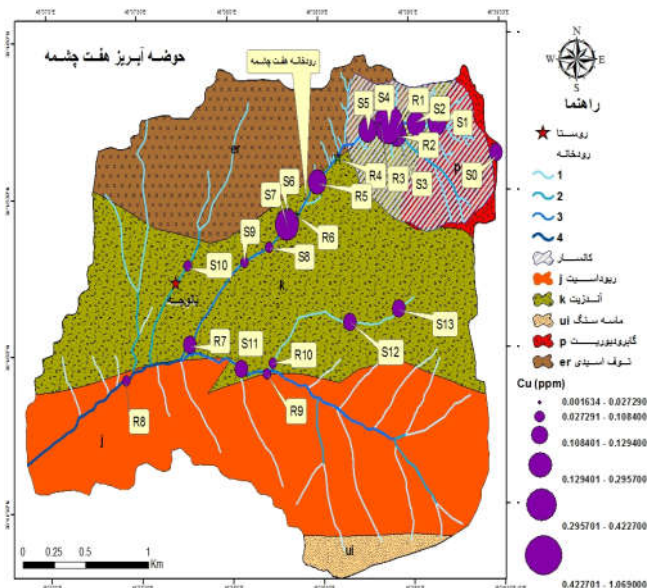 حوضه آبریز هفت چشمه
رودخانه هفت چشمه
S5
S4
R1
S2
S1
R2
S0
R4
R3
S3
R5
S7
S6
R6
S9
S8
S10
R7
S11
R10
S12
S13
R9
R8
er
p
k
j
ui
0 0.25 0.5 1
Km
N
W E
S
راهنما
روستا
رودخانه
1
2
3
4
کانسار
ریوداسیت j
آندزیت k
ماسه سنگ ui
گابرودیوریت p
توف اسیدی er
Cu (ppm)
0.001634 - 0.027290
0.027291 - 0.108400
0.108401 - 0.129400
0.129401 - 0.295700
0.295701 - 0.422700
0.422701 - 1.069000